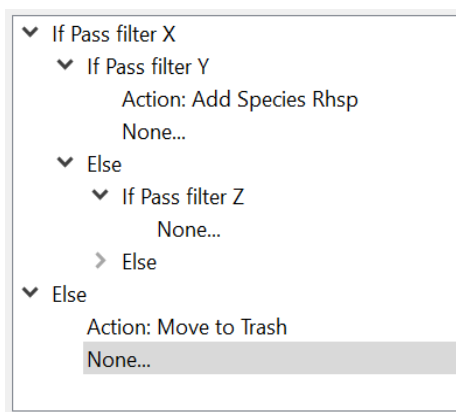 If Pass filter X
If Pass filter Y
Action: Add Species Rhsp
None...
Else
If Pass filter Z
None...
Else
Else
Action: Move to Trash
None...